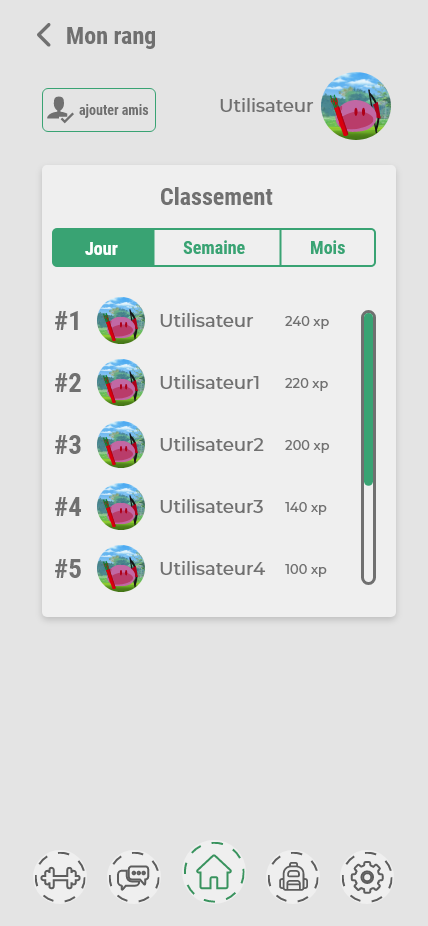 Mon rang
ajouter amis
Utilisateur
Classement
Jour Semaine Mois
#1 Utilisateur 240 xp
#2 Utilisateur1 220 xp
#3 Utilisateur2 200 xp
#4 Utilisateur3 140 xp
#5 Utilisateur4 100 xp